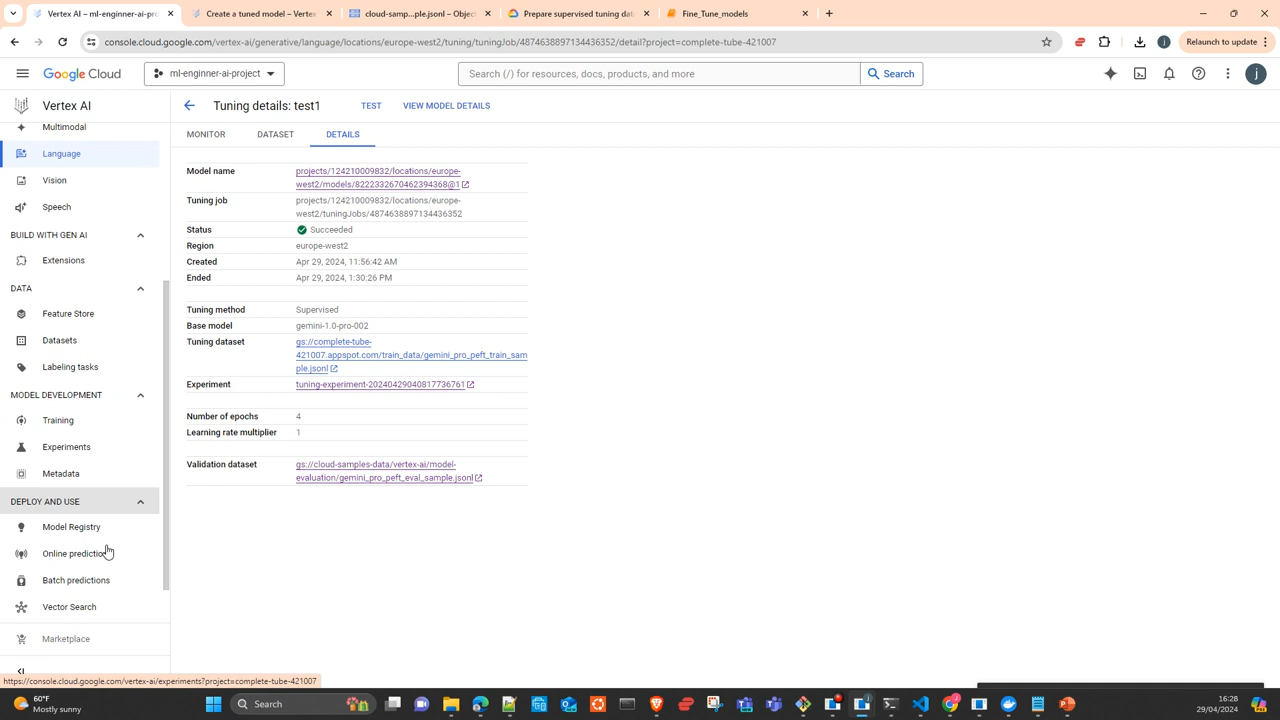 Vertex AI – ml-enginner-ai-pro
Create a tuned model – Vertex
cloud-samp...ple.jsonl – Objec
Prepare supervised tuning dat
Fine_Tune_models
console.cloud.google.com/vertex-ai/generative/language/locations/europe-west2/tuning/tuningJob/4874638897134436352/detail?project=complete-tube-421007
Relaunch to update
Google Cloud
ml-enginner-ai-project
Search (/) for resources, docs, products, and more
Search
j
Vertex AI
Tuning details: test1
TEST
VIEW MODEL DETAILS
Multimodal
Language
Vision
Speech
BUILD WITH GEN AI
Extensions
DATA
Feature Store
Datasets
Labeling tasks
MODEL DEVELOPMENT
Training
Experiments
Metadata
DEPLOY AND USE
Model Registry
Online prediction
Batch predictions
Vector Search
Marketplace
MONITOR
DATASET
DETAILS
Model name
projects/124210009832/locations/europe-
west2/models/8222332670462394368@1
Tuning job
projects/124210009832/locations/europe-
west2/tuningJobs/4874638897134436352
Status
Succeeded
Region
europe-west2
Created
Apr 29, 2024, 11:56:42 AM
Ended
Apr 29, 2024, 1:30:26 PM
Tuning method
Supervised
Base model
gemini-1.0-pro-002
Tuning dataset
gs://complete-tube-
421007.appspot.com/train_data/gemini_pro_peft_train_sam
ple.jsonl
Experiment
tuning-experiment-20240429040817736761
Number of epochs
4
Learning rate multiplier
1
Validation dataset
gs://cloud-samples-data/vertex-ai/model-
evaluation/gemini_pro_peft_eval_sample.jsonl
https://console.cloud.google.com/vertex-ai/experiments?project=complete-tube-421007
60°F
Mostly sunny
Search
16:28
29/04/2024